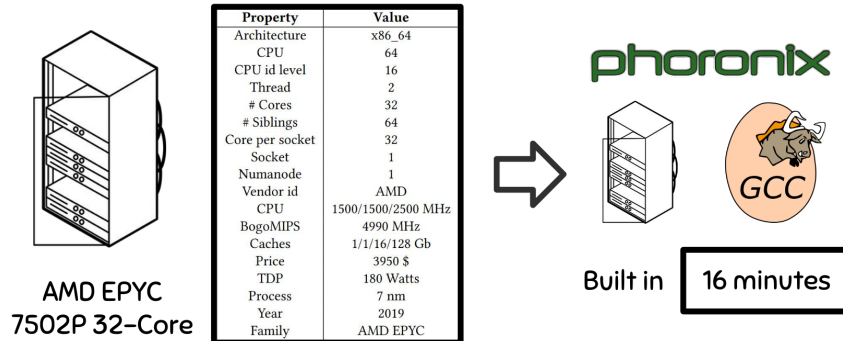 Property Value
Architecture x86_64
CPU 64
CPU id level 16
Thread 2
# Cores 32
# Siblings 64
Core per socket 32
Socket 1
Numanode 1
Vendor id AMD
CPU 1500/1500/2500 MHz
BogoMIPS 4990 MHz
Caches 1/1/16/128 Gb
Price 3950 $
TDP 180 Watts
Process 7 nm
Year 2019
Family AMD EPYC
AMD EPYC
7502P 32-Core
phoronix
GCC
Built in 16 minutes